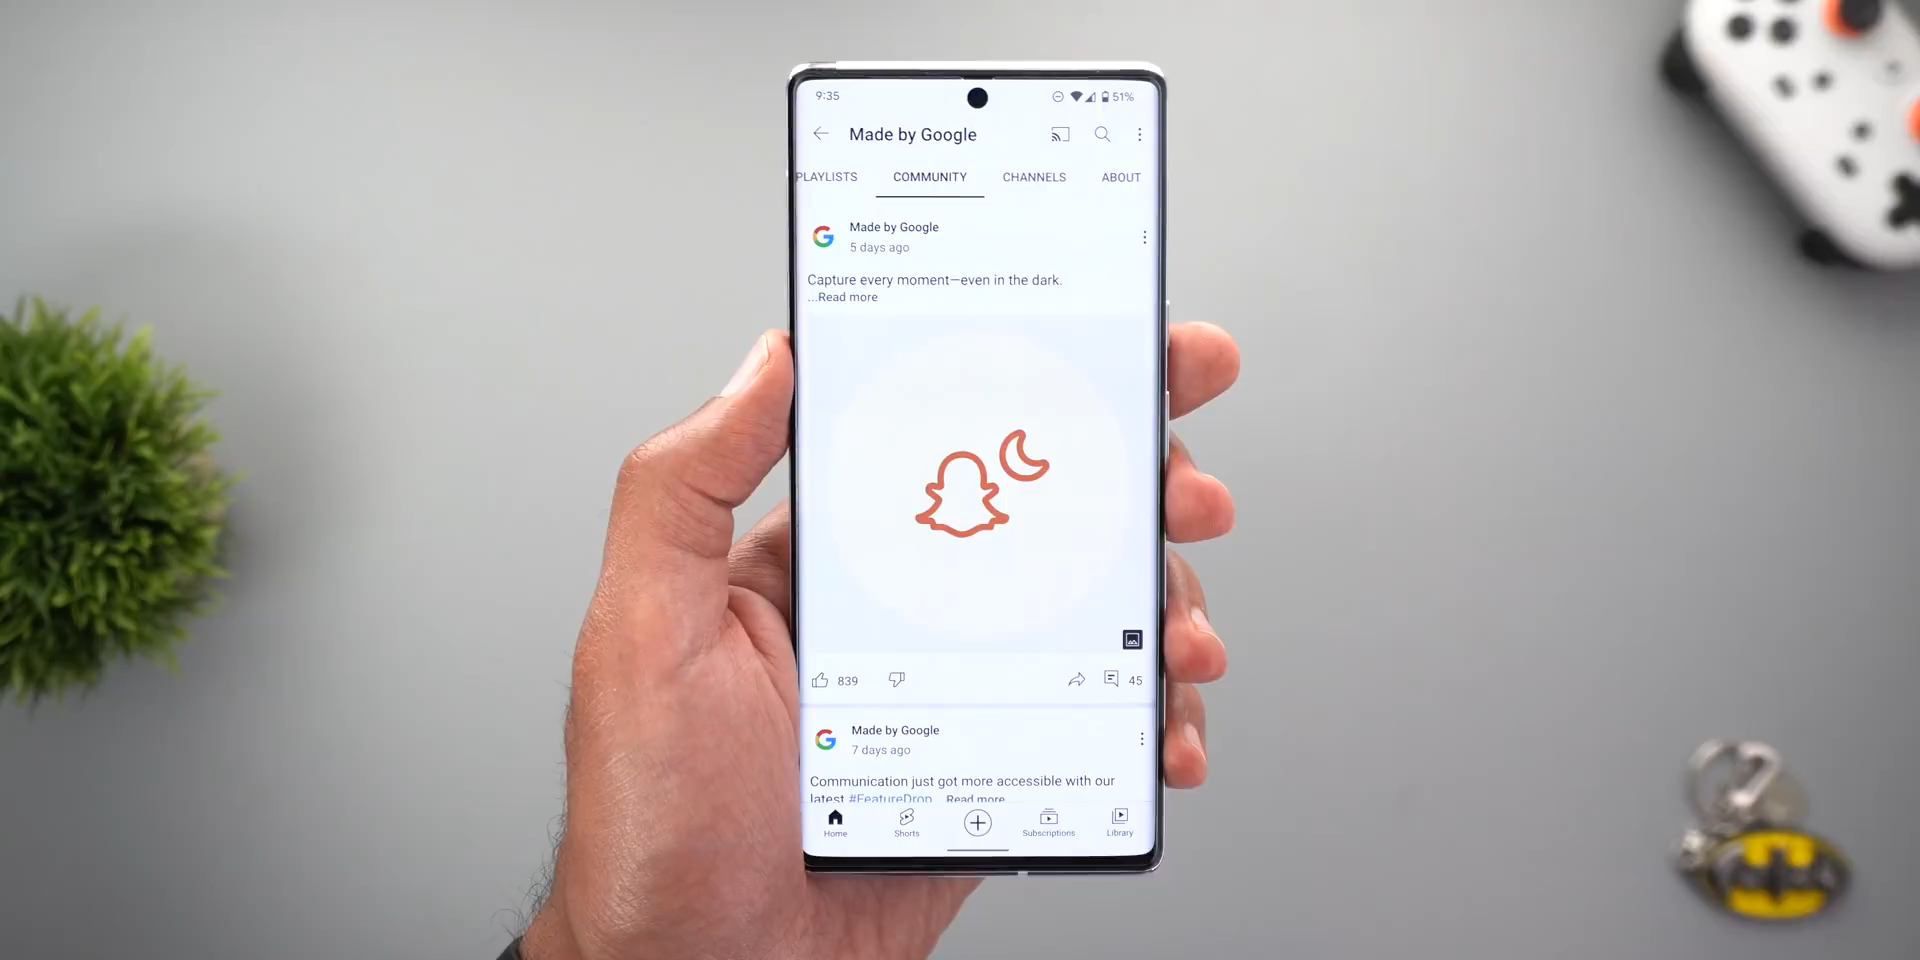 9:35
51%
Made by Google
PLAYLISTS COMMUNITY CHANNELS ABOUT
Made by Google
5 days ago
Capture every moment—even in the dark.
...Read more
839
45
Made by Google
7 days ago
Communication just got more accessible with our
latest #FeatureDrop ...Read more
Home Shorts Subscriptions Library